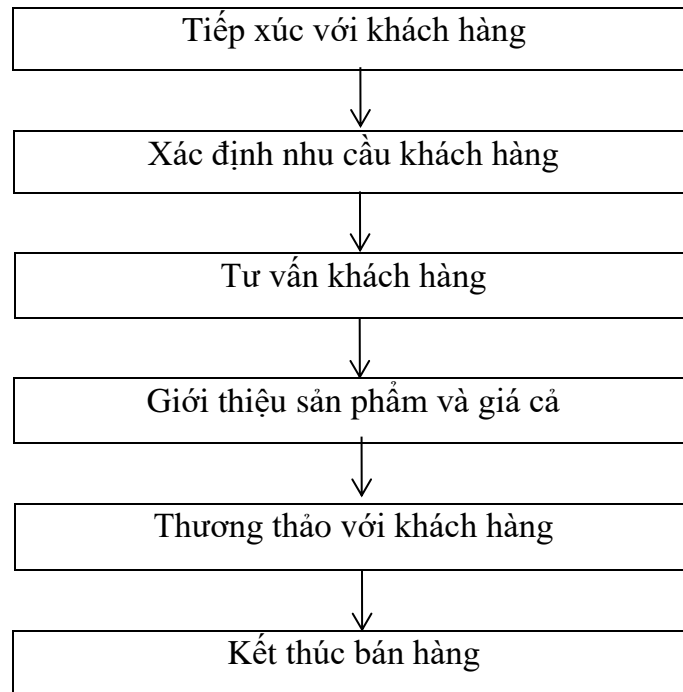 Tiếp xúc với khách hàng
Xác định nhu cầu khách hàng
Tư vấn khách hàng
Giới thiệu sản phẩm và giá cả
Thương thảo với khách hàng
Kết thúc bán hàng